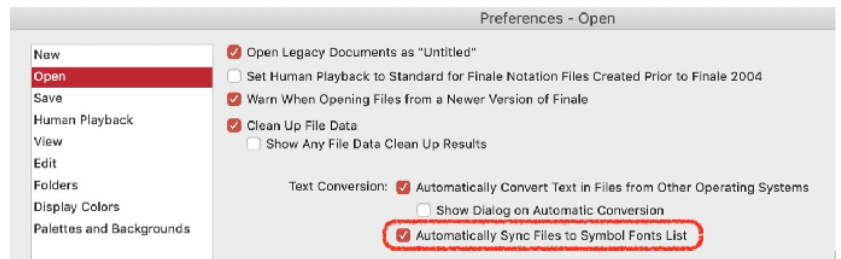 Preferences - Open
New
Open
Save
Human Playback
View
Edit
Folders
Display Colors
Palettes and Backgrounds
Open Legacy Documents as "Untitled"
Set Human Playback to Standard for Finale Notation Files Created Prior to Finale 2004
Warn When Opening Files from a Newer Version of Finale
Clean Up File Data
Show Any File Data Clean Up Results
Text Conversion: Automatically Convert Text in Files from Other Operating Systems
Show Dialog on Automatic Conversion
Automatically Sync Files to Symbol Fonts List